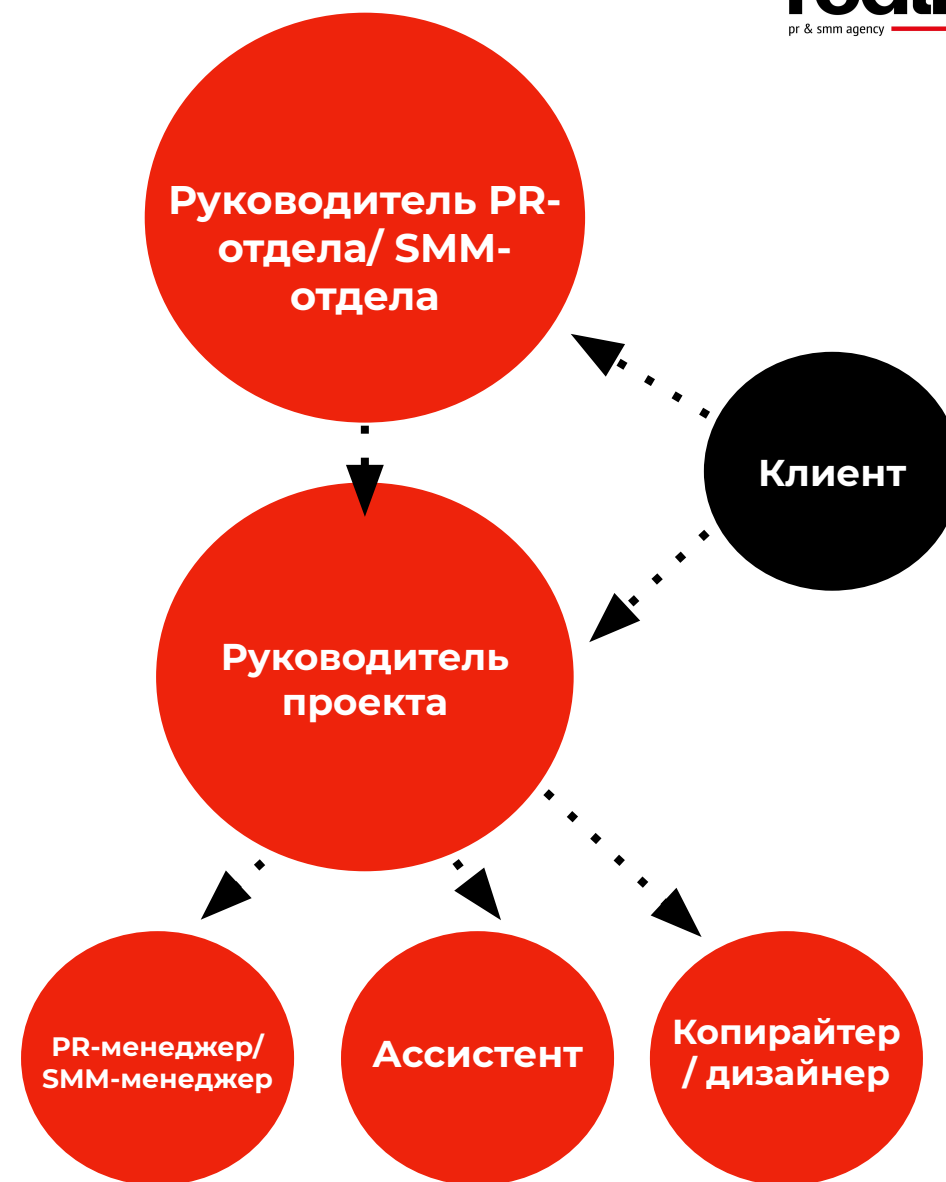 pr & smm agency
Руководитель PR-
отдела/ SMM-
отдела
Клиент
Руководитель
проекта
PR-менеджер/
SMM-менеджер
Ассистент
Копирайтер
/ дизайнер